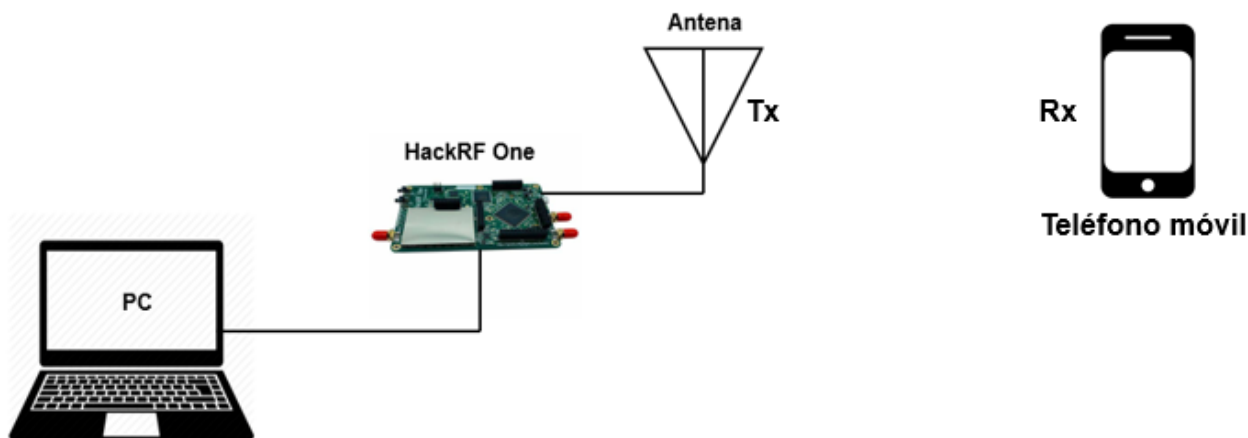 Antena
Tx
Rx
HackRF One
Teléfono móvil
PC